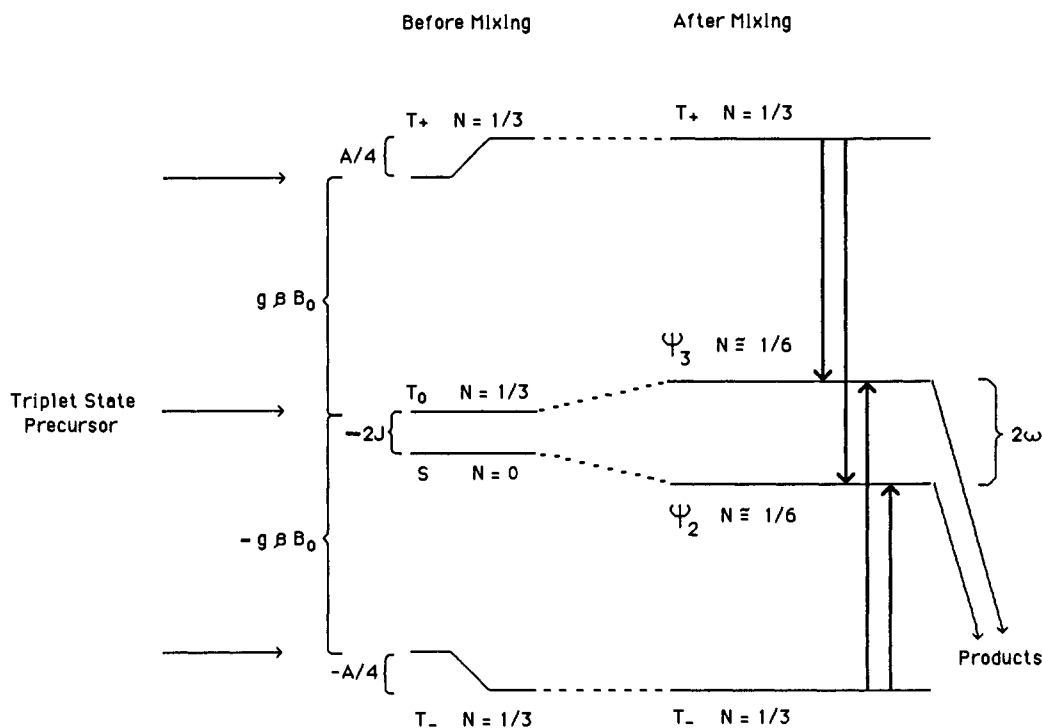 Before Mixing After Mixing
T₊ N = 1/3 T₊ N = 1/3
A/4
g β B₀
Ψ₃ N ≅ 1/6
Triplet State
Precursor
T₀ N = 1/3
-2J
2ω
S N = 0
Ψ₂ N ≅ 1/6
-g β B₀
Products
-A/4
T₋ N = 1/3 T₋ N = 1/3